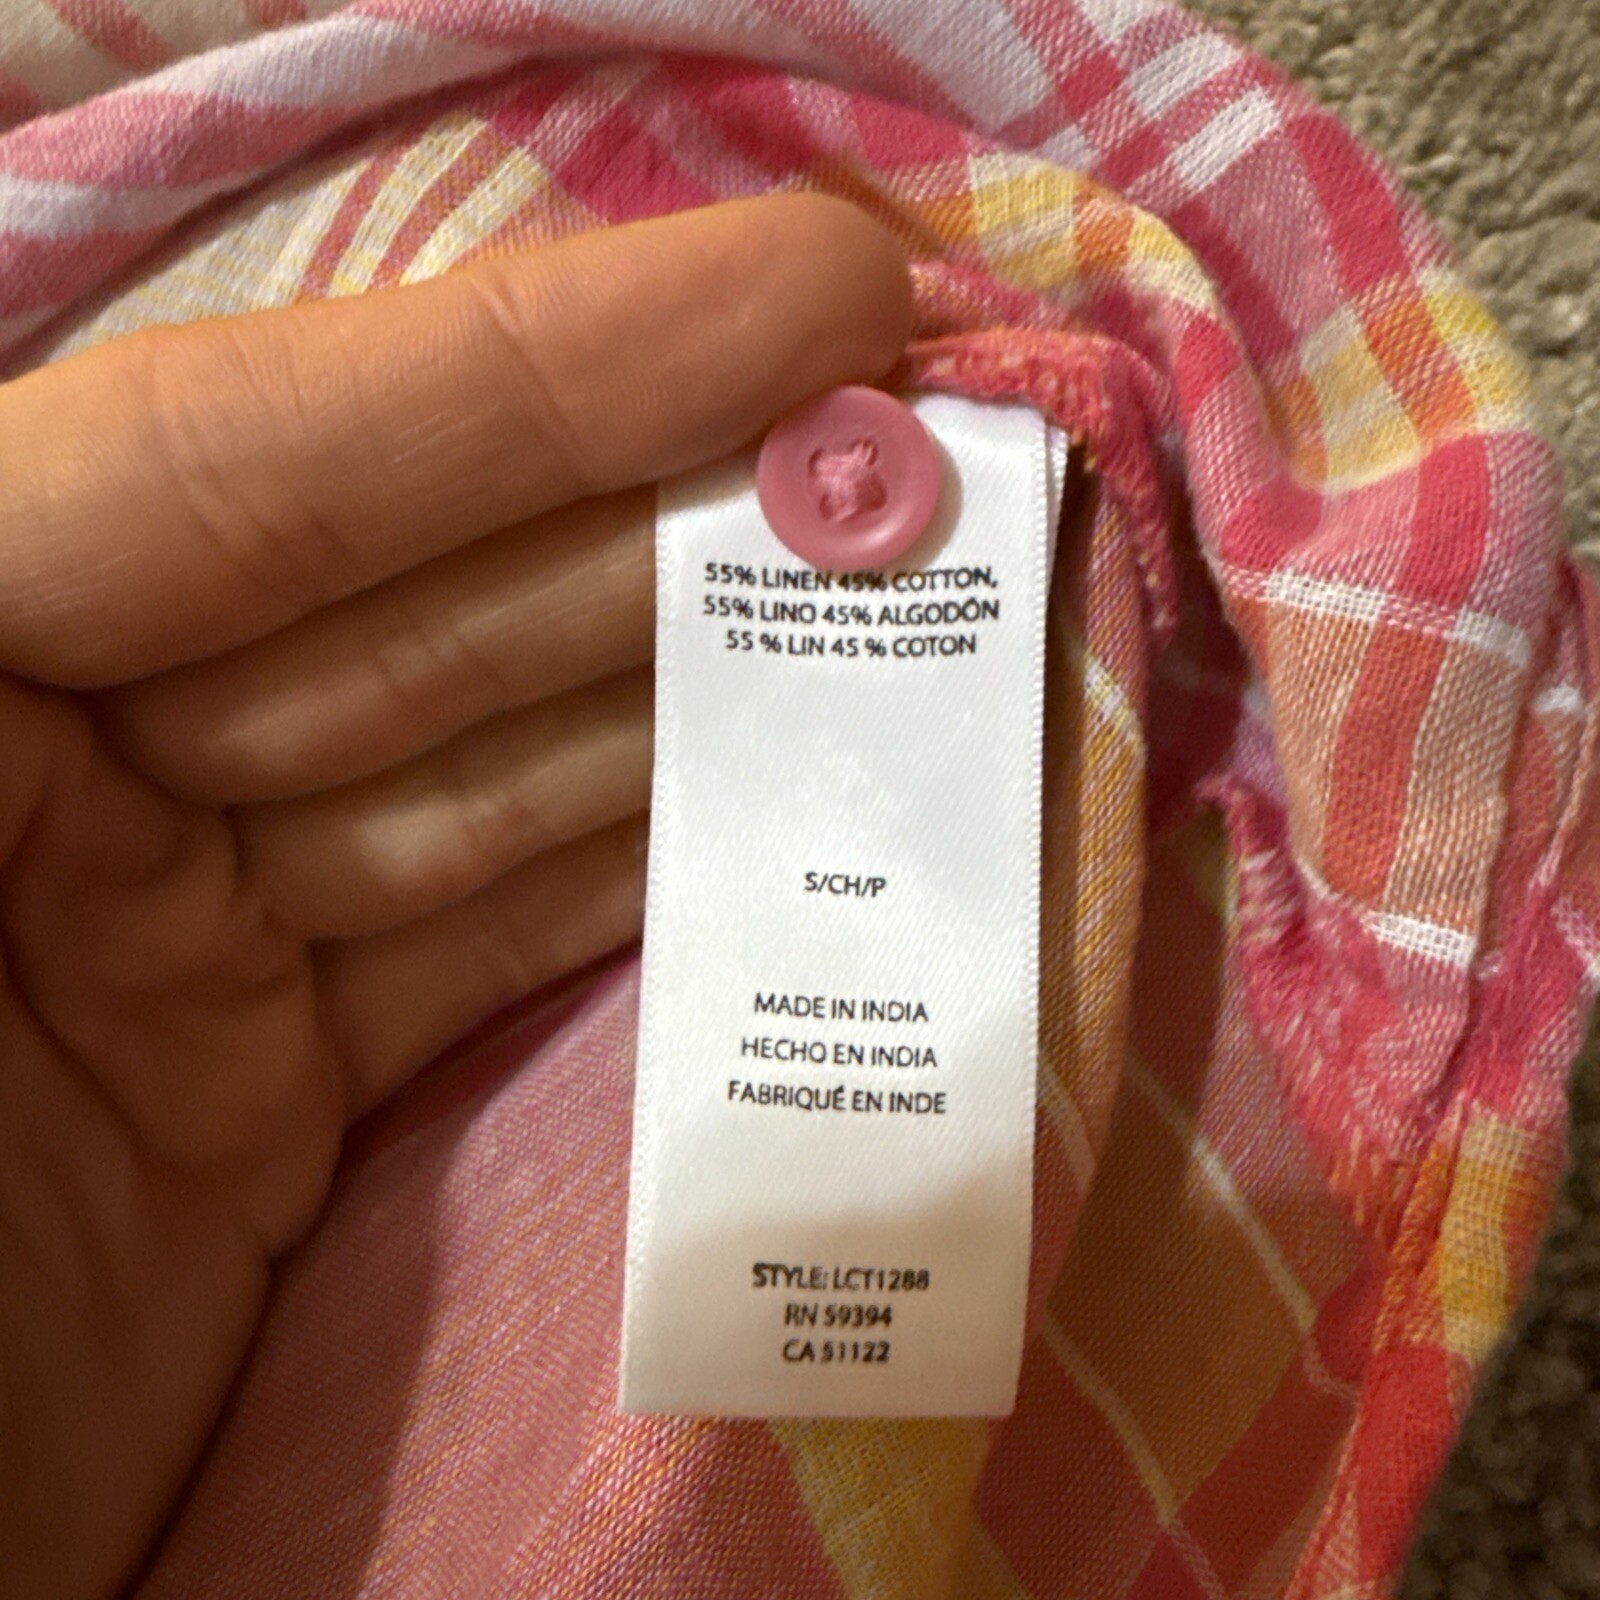 55% LINEN 45% COTTON,
55% LINO 45% ALGODÓN
55 % LIN 45 % COTON
S/CH/P
MADE IN INDIA
HECHO EN INDIA
FABRIQUÉ EN INDE
STYLE: LCT1288
RN 59394
CA 51122